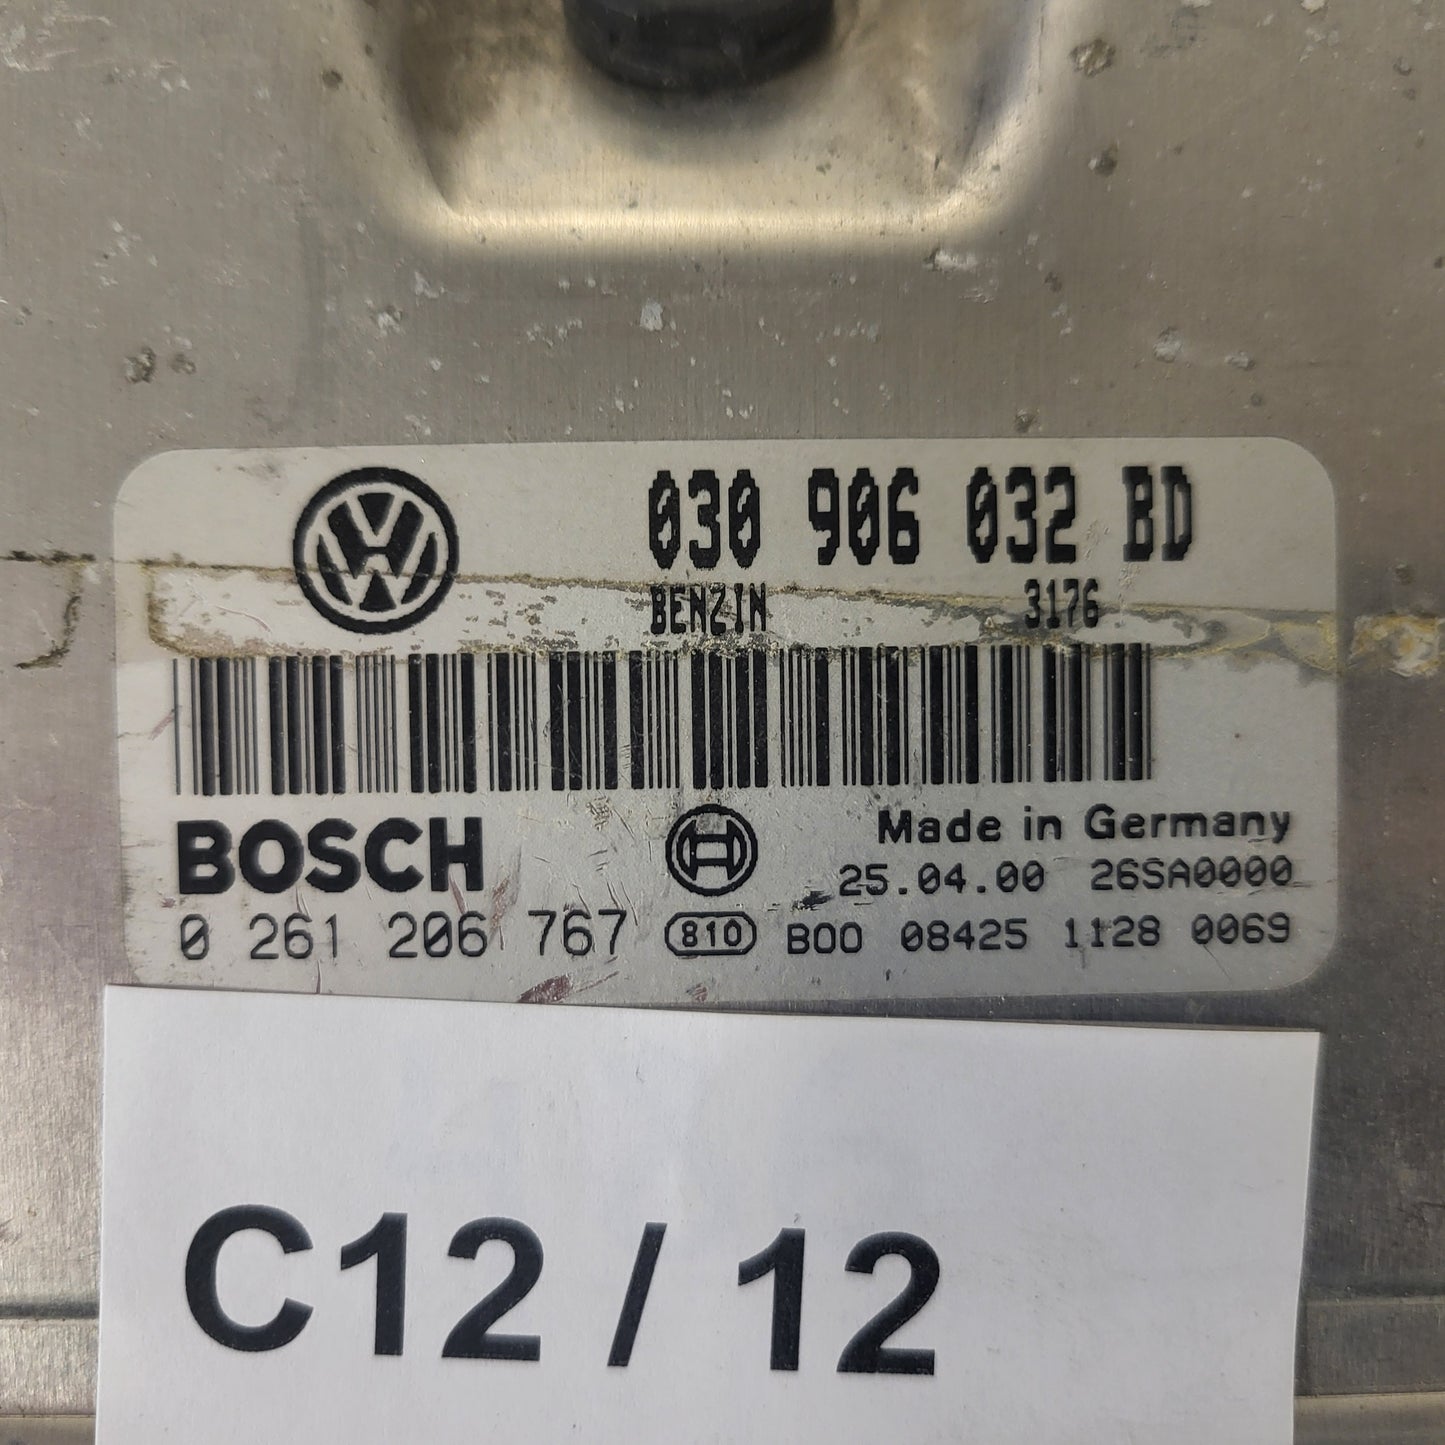 030 906 032 BD
BENZIN 3176
BOSCH
Made in Germany
25.04.00 26SA0000
0 261 206 767 810 B00 08425 1128 0069
C12 / 12